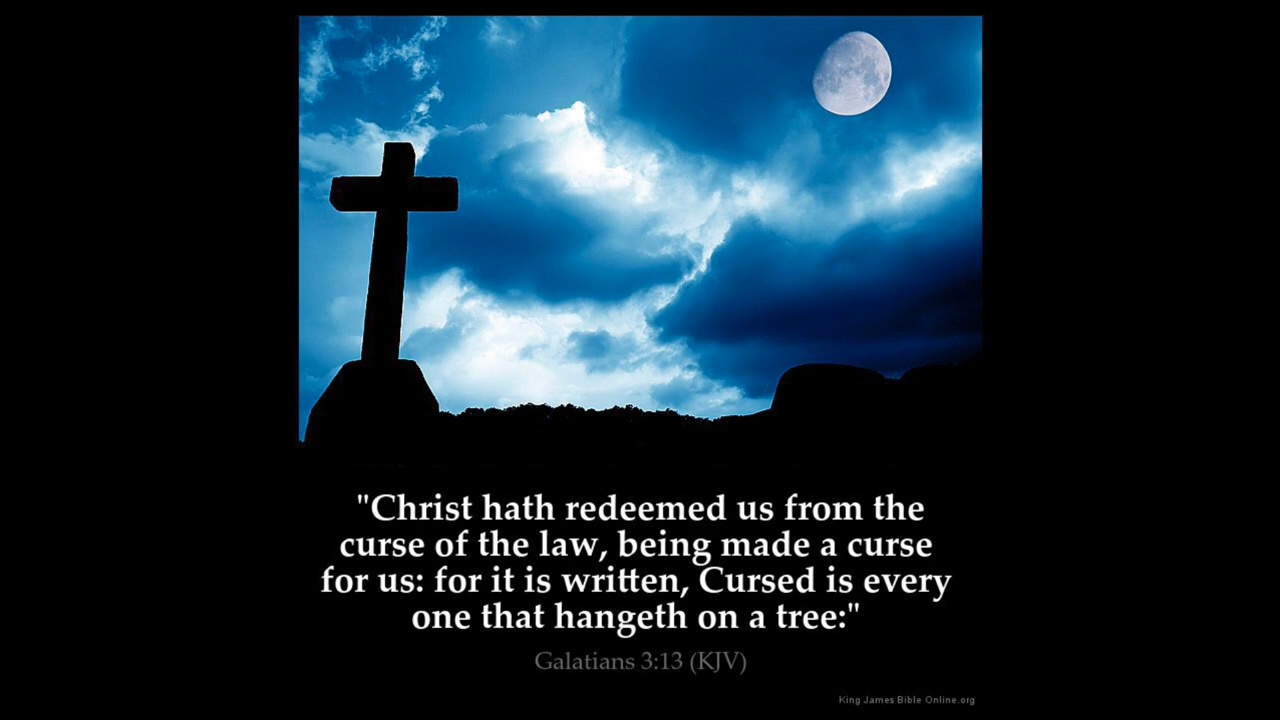 "Christ hath redeemed us from the
curse of the law, being made a curse
for us: for it is written, Cursed is every
one that hangeth on a tree:"
Galatians 3:13 (KJV)
King James Bible Online.org